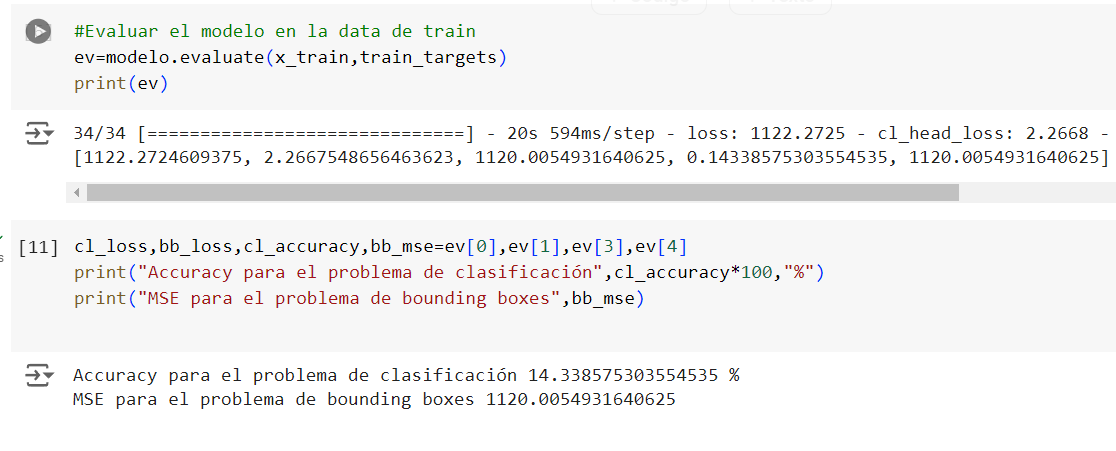 #Evaluar el modelo en la data de train
ev=modelo.evaluate(x_train,train_targets)
print(ev)
34/34 [==============================] - 20s 594ms/step - loss: 1122.2725 - cl_head_loss: 2.2668 -
[1122.2724609375, 2.2667548656463623, 1120.0054931640625, 0.14338575303554535, 1120.0054931640625]
[11] cl_loss,bb_loss,cl_accuracy,bb_mse=ev[0],ev[1],ev[3],ev[4]
print("Accuracy para el problema de clasificación",cl_accuracy*100,"%")
print("MSE para el problema de bounding boxes",bb_mse)
Accuracy para el problema de clasificación 14.338575303554535 %
MSE para el problema de bounding boxes 1120.0054931640625